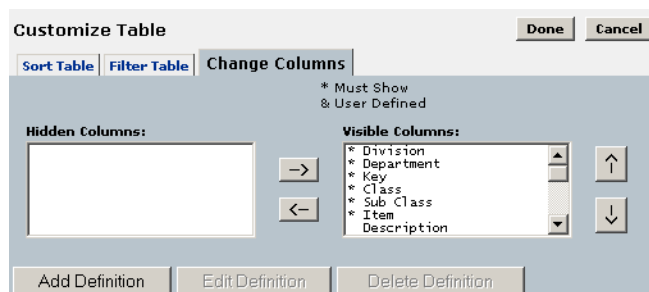 Customize Table
Done
Cancel
Sort Table
Filter Table
Change Columns
* Must Show
& User Defined
Hidden Columns:
Visible Columns:
-->
<--
* Division
* Department
* Key
* Class
* Sub Class
* Item
Description
Add Definition
Edit Definition
Delete Definition